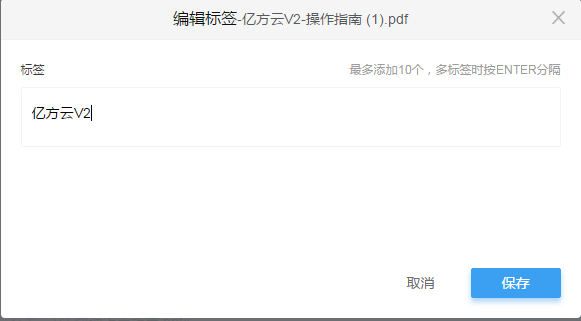 编辑标签-亿方云V2-操作指南 (1).pdf
标签 最多添加10个，多标签时按ENTER分隔
亿方云V2
取消 保存